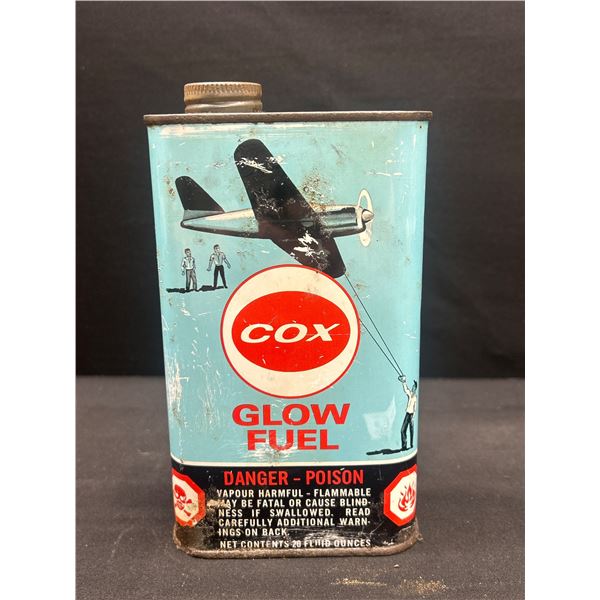 COX
GLOW
FUEL
DANGER - POISON
VAPOUR HARMFUL - FLAMMABLE
MAY BE FATAL OR CAUSE BLIND-
NESS IF SWALLOWED. READ
CAREFULLY ADDITIONAL WARN-
INGS ON BACK.
NET CONTENTS 20 FLUID OUNCES